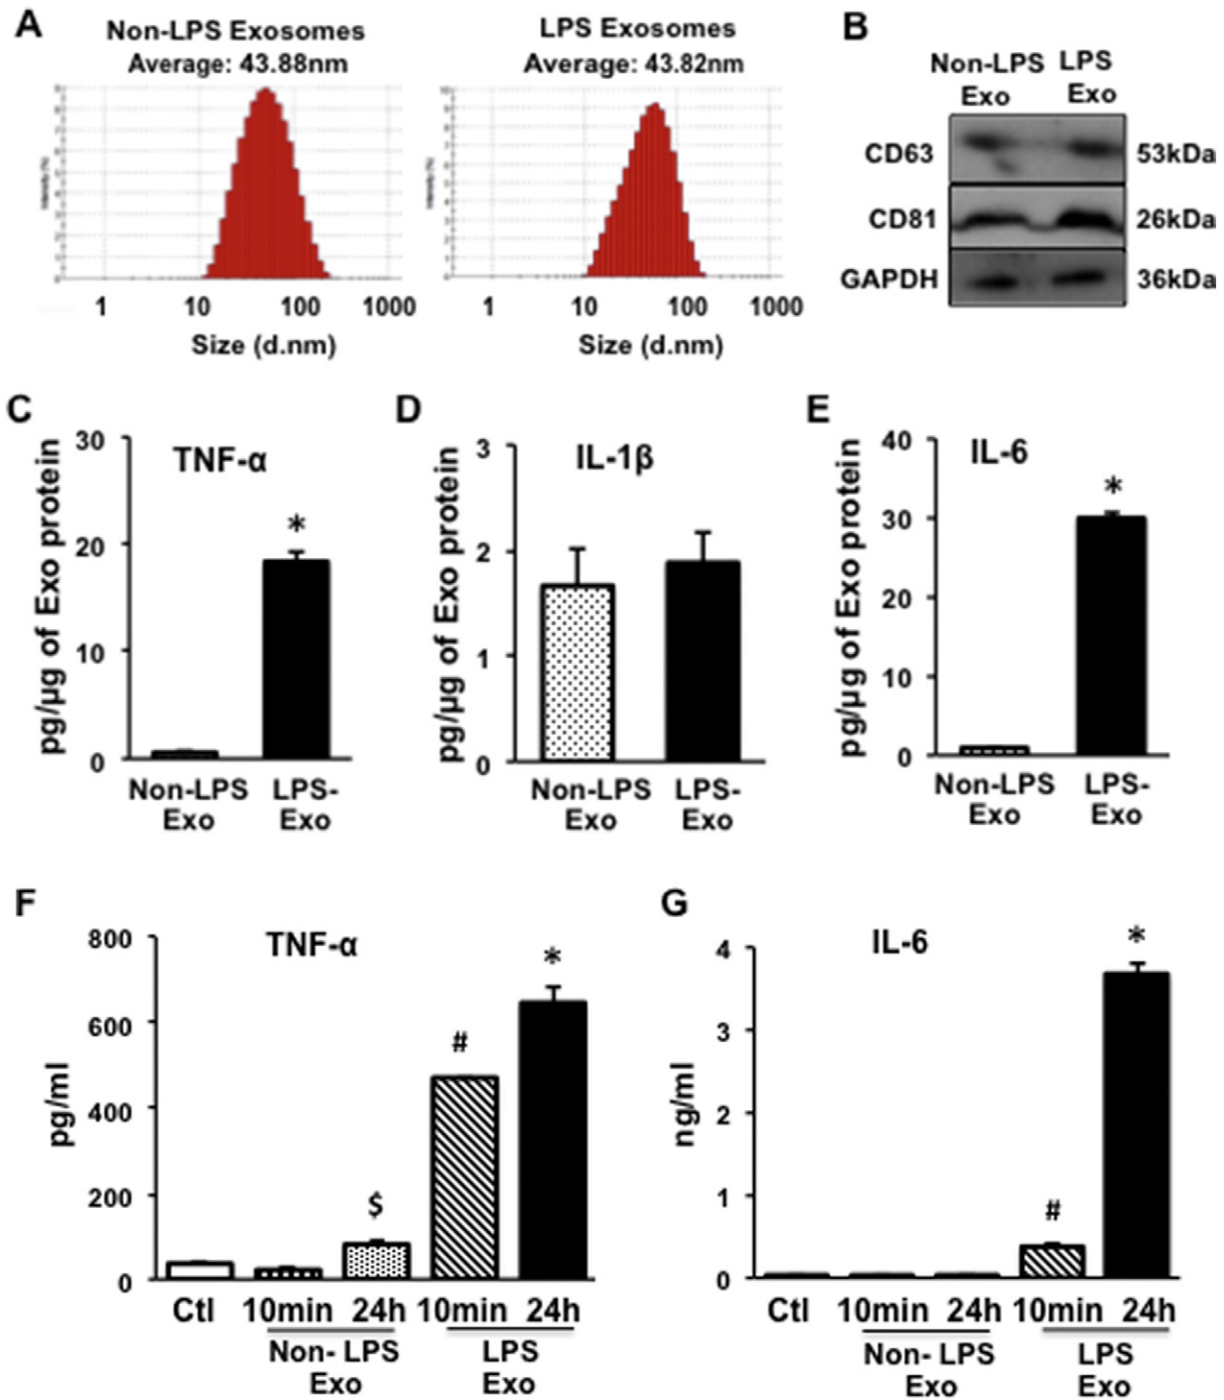 A
Non-LPS Exosomes
Average: 43.88nm
1 10 100 1000
Size (d.nm)
LPS Exosomes
Average: 43.82nm
1 10 100 1000
Size (d.nm)
B
Non-LPS LPS
Exo Exo
CD63 53kDa
CD81 26kDa
GAPDH 36kDa
C
TNF-α
pg/µg of Exo protein
30
20
10
0
Non-LPS LPS-
Exo Exo
D
IL-1β
pg/µg of Exo protein
3
2
1
0
Non-LPS LPS-
Exo Exo
E
IL-6
pg/µg of Exo protein
40
30
20
10
0
*
*
Non-LPS LPS-
Exo Exo
F
TNF-α
pg/ml
800
600
400
200
0
$
#
*
Ctl 10min 24h 10min 24h
Non- LPS LPS
Exo Exo
G
IL-6
ng/ml
4
3
2
1
0
#
*
Ctl 10min 24h 10min 24h
Non- LPS LPS
Exo Exo